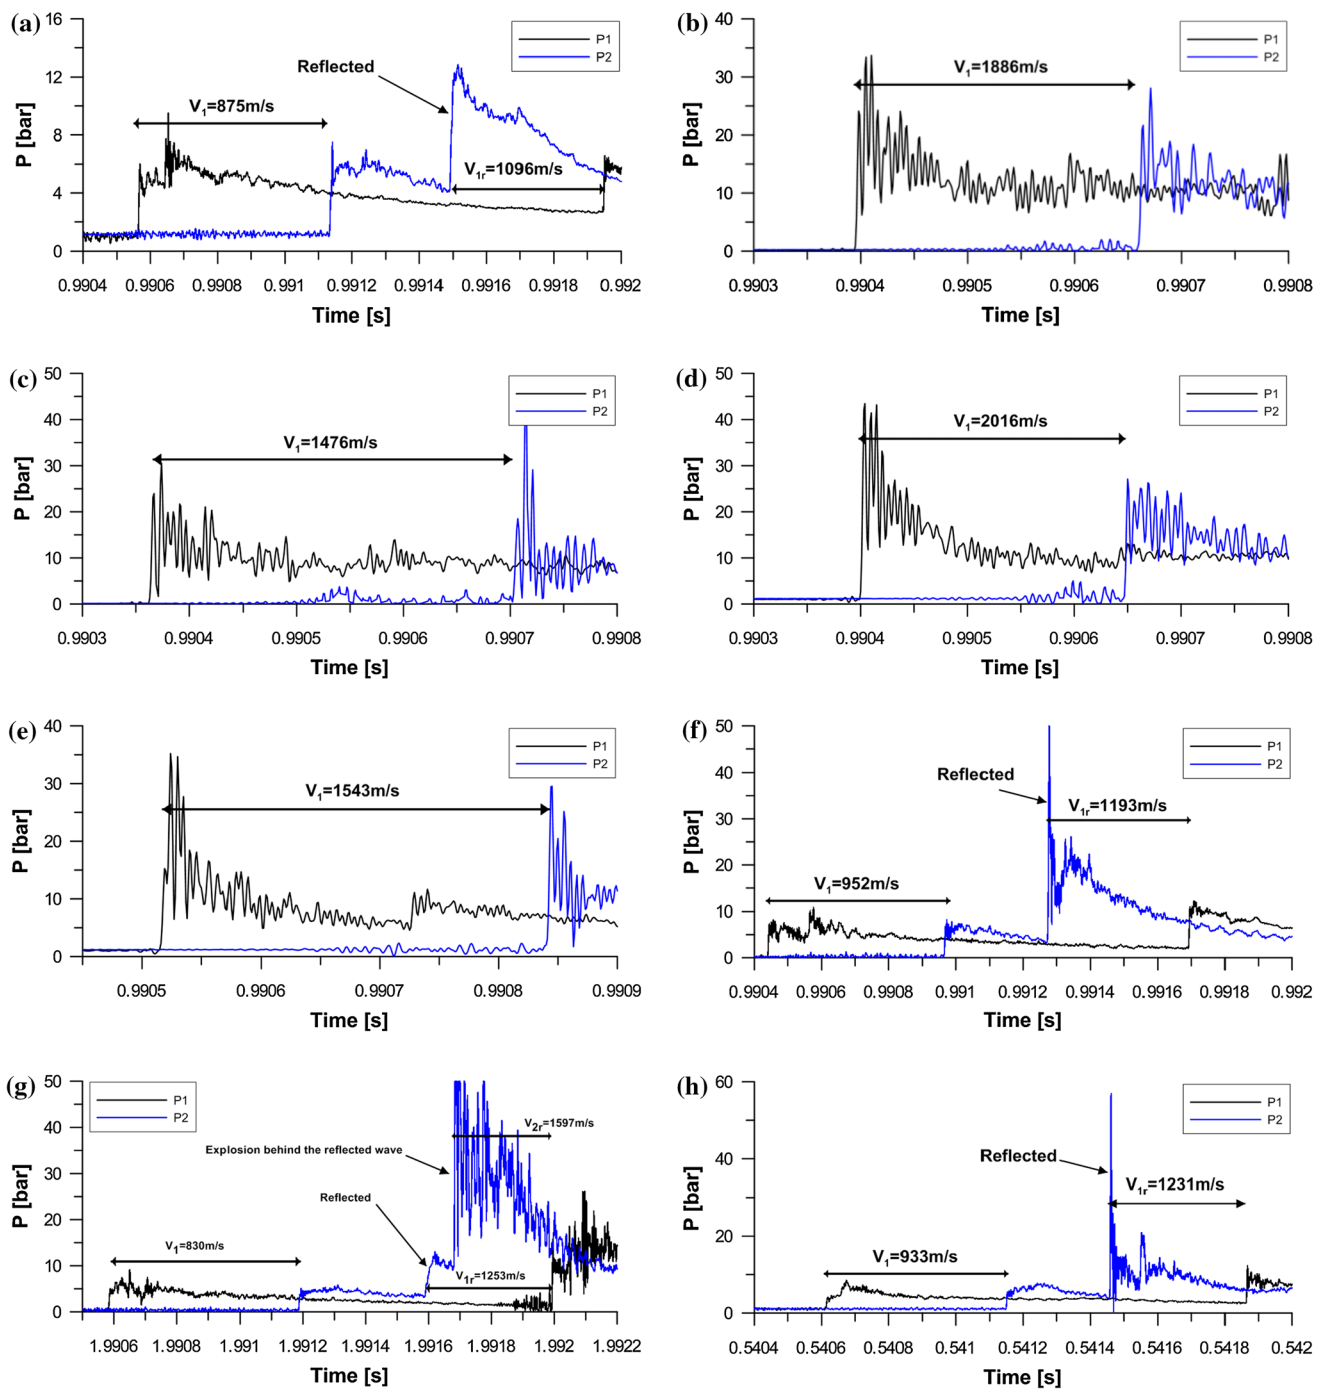 (a)
P [bar]
16
12
8
4
0
P1
P2
Reflected
V1=875m/s
V1r=1096m/s
0.9904 0.9906 0.9908 0.991 0.9912 0.9914 0.9916 0.9918 0.992
Time [s]
(b)
P [bar]
40
30
20
10
0
P1
P2
V1=1886m/s
0.9903 0.9904 0.9905 0.9906 0.9907 0.9908
Time [s]
(c)
P [bar]
50
40
30
20
10
0
P1
P2
V1=1476m/s
0.9903 0.9904 0.9905 0.9906 0.9907 0.9908
Time [s]
(d)
P [bar]
50
40
30
20
10
0
P1
P2
V1=2016m/s
0.9903 0.9904 0.9905 0.9906 0.9907 0.9908
Time [s]
(e)
P [bar]
40
30
20
10
0
P1
P2
V1=1543m/s
0.9905 0.9906 0.9907 0.9908 0.9909
Time [s]
(f)
P [bar]
50
40
30
20
10
0
P1
P2
Reflected
V1r=1193m/s
V1=952m/s
0.9904 0.9906 0.9908 0.991 0.9912 0.9914 0.9916 0.9918 0.992
Time [s]
(g)
P [bar]
50
40
30
20
10
0
P1
P2
V2r=1597m/s
Explosion behind the reflected wave
Reflected
V1=830m/s
V1r=1253m/s
1.9906 1.9908 1.991 1.9912 1.9914 1.9916 1.9918 1.992 1.9922
Time [s]
(h)
P [bar]
60
40
20
0
P1
P2
Reflected
V1r=1231m/s
V1=933m/s
0.5404 0.5406 0.5408 0.541 0.5412 0.5414 0.5416 0.5418 0.542
Time [s]